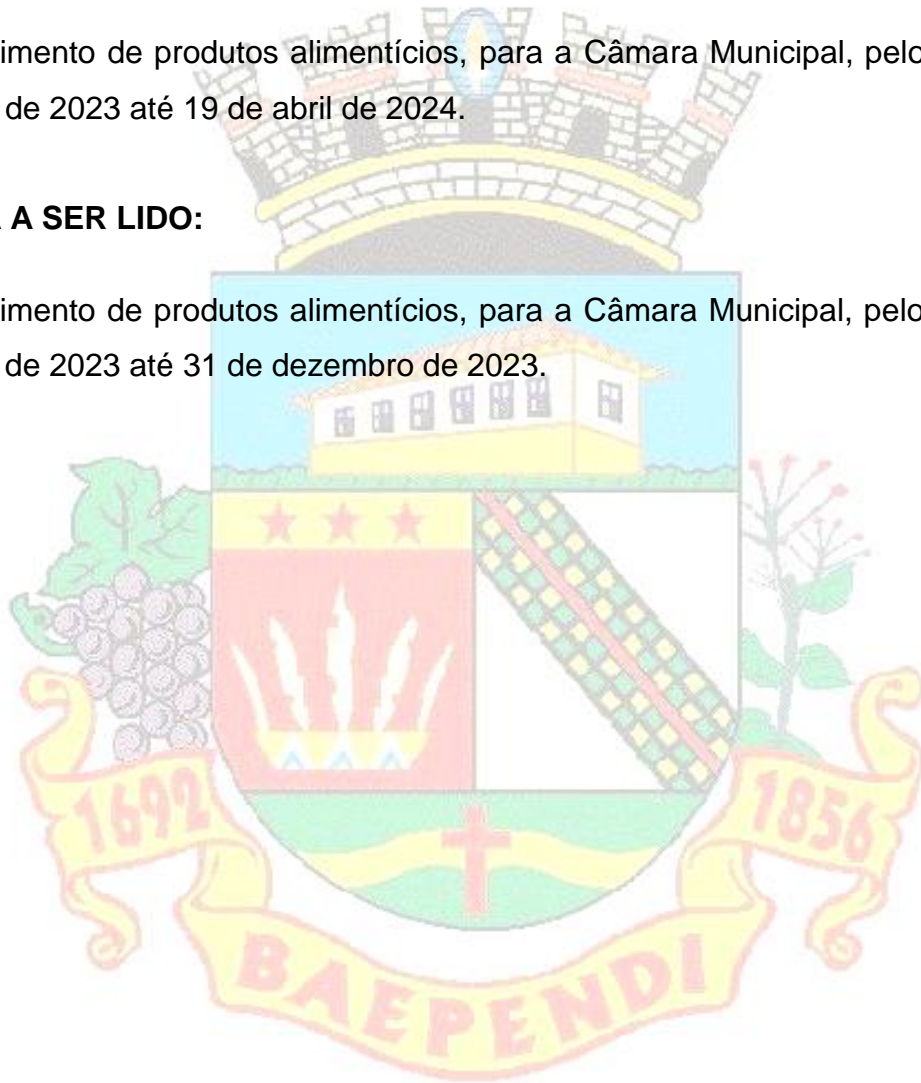 imento de produtos alimentícios, para a Câmara Municipal, pelo
de 2023 até 19 de abril de 2024.
A SER LIDO:
imento de produtos alimentícios, para a Câmara Municipal, pelo
de 2023 até 31 de dezembro de 2023.
1692
1856
BAEPENDI